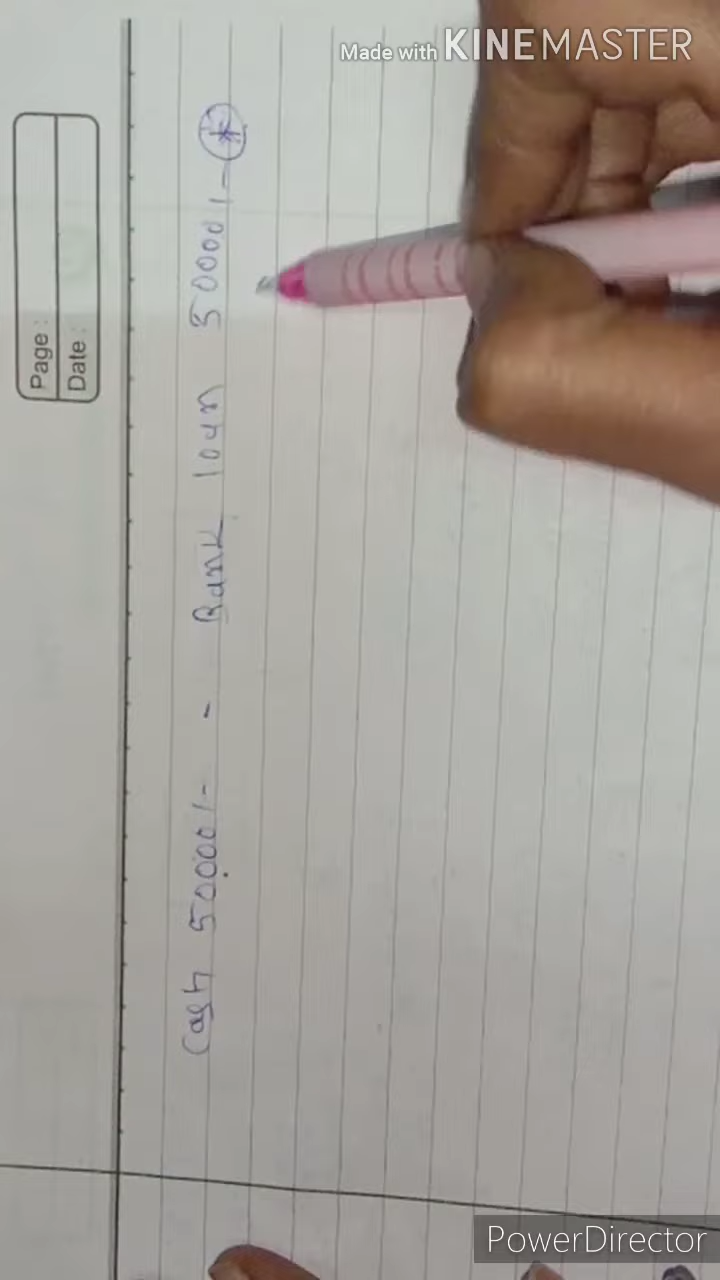 Made with KINEMASTER
Page :
Date :
Cash 50000/- - Bank loan 50000/-
PowerDirector